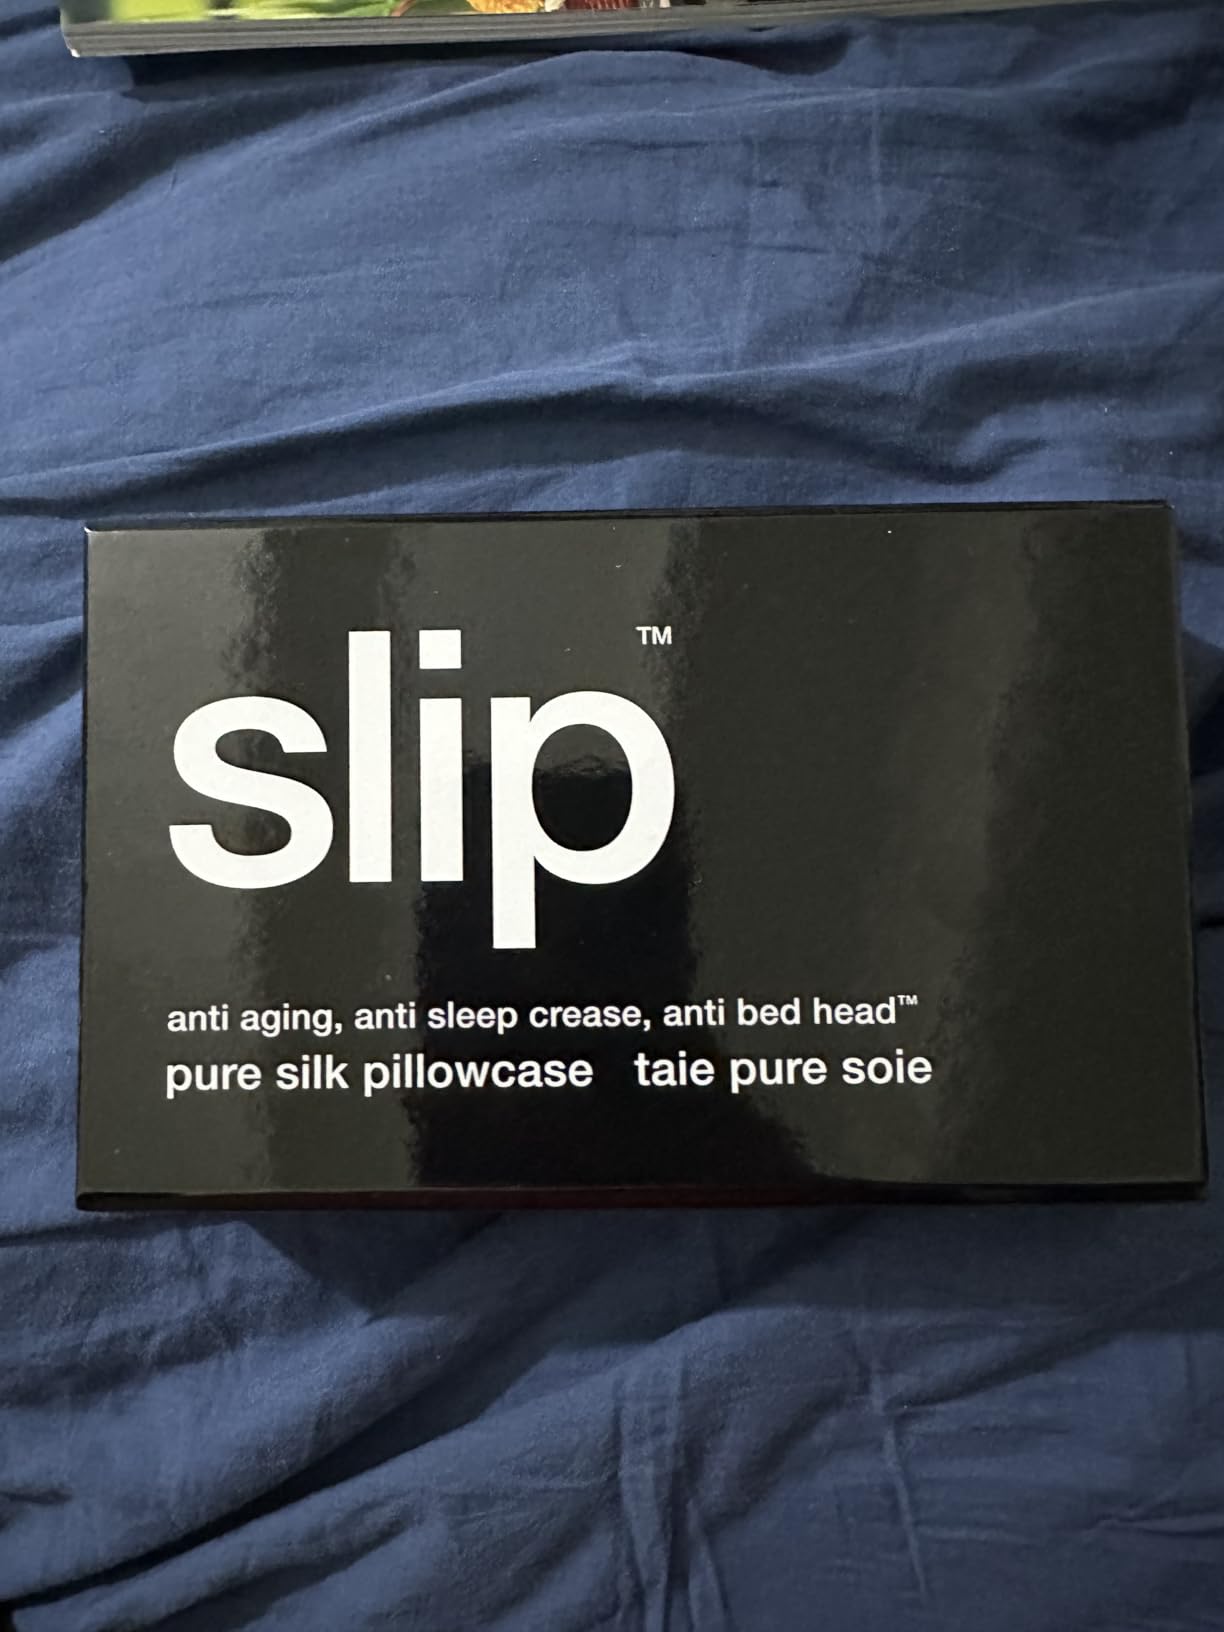 slip™
anti aging, anti sleep crease, anti bed head™
pure silk pillowcase taie pure soie